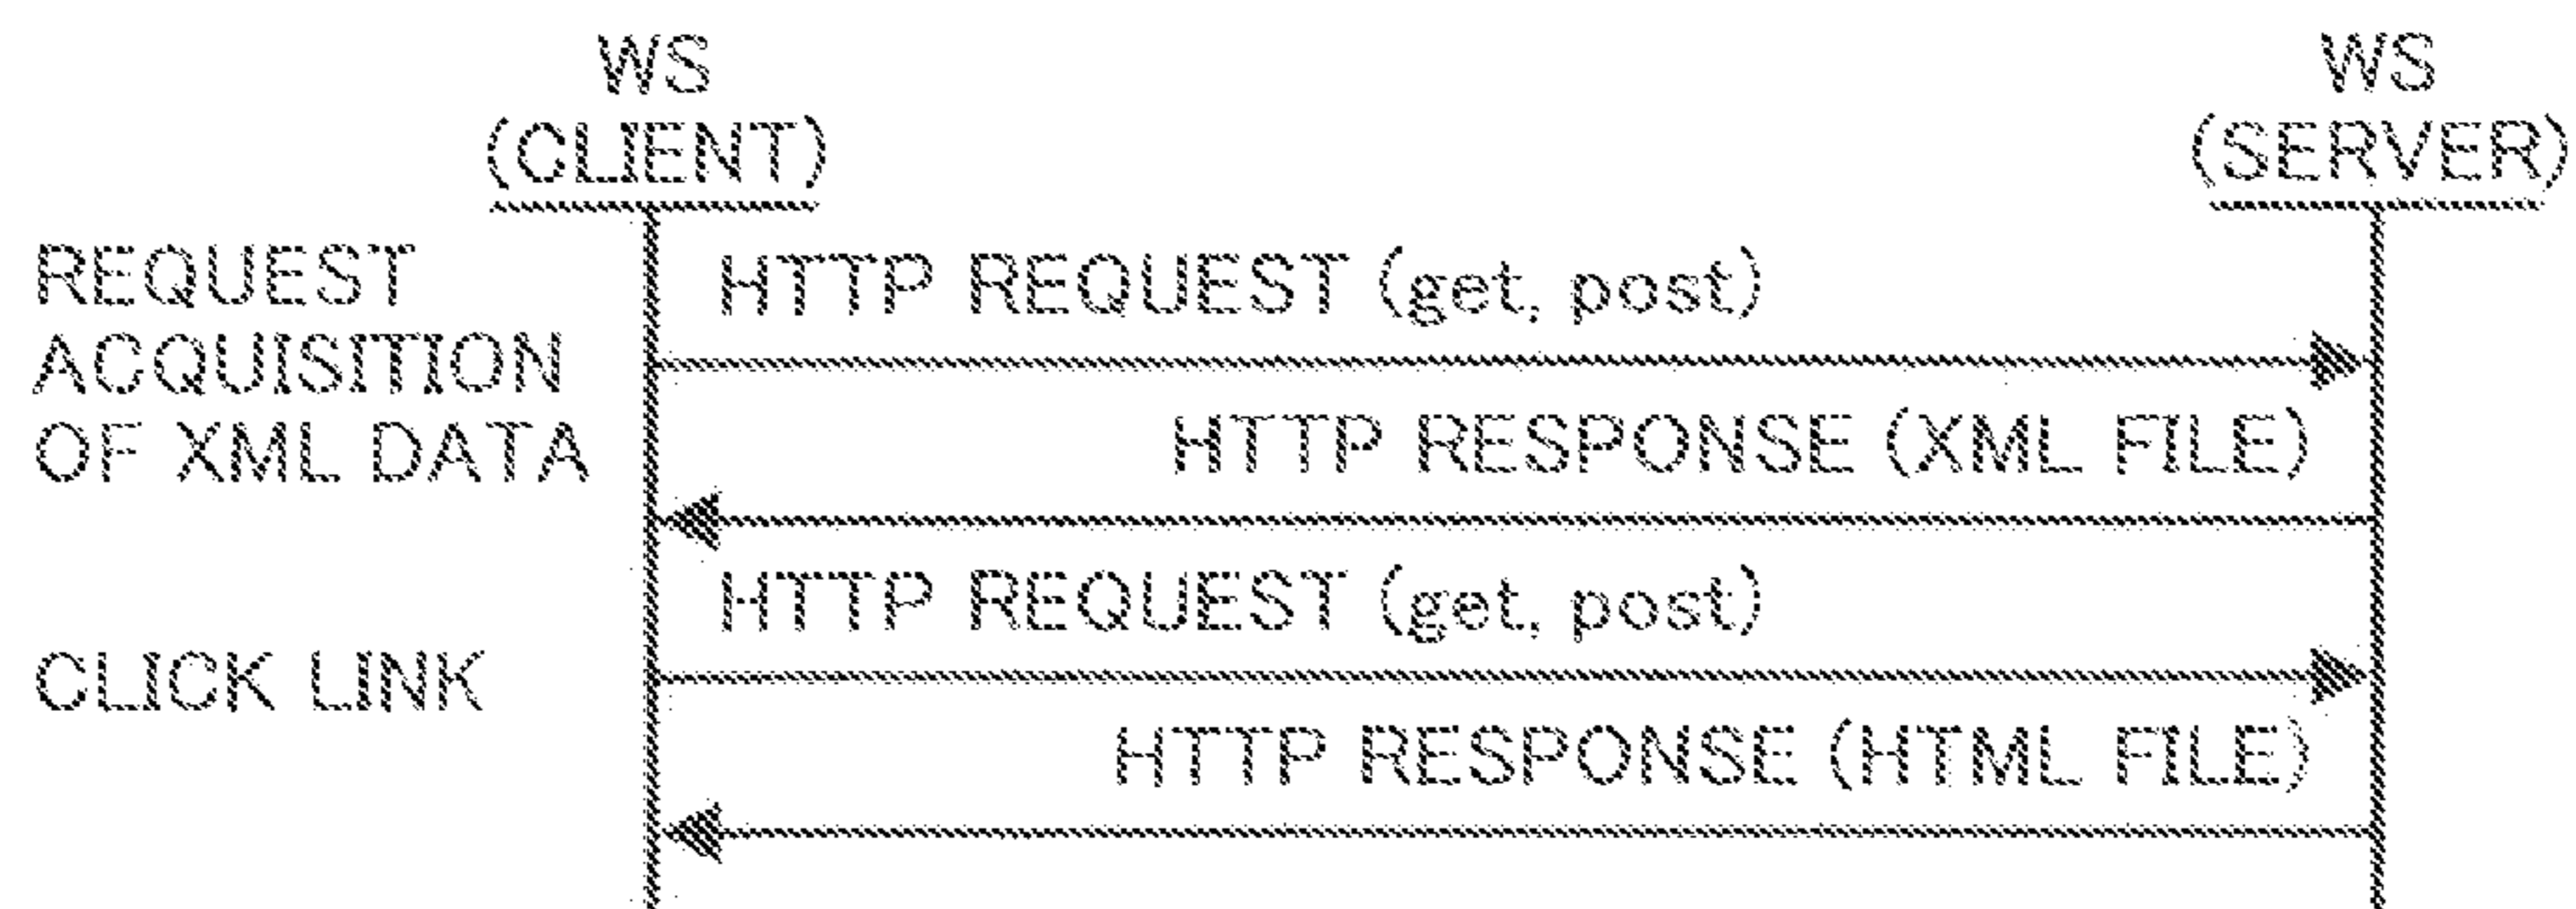 WS
(CLIENT)
WS
(SERVER)
REQUEST
ACQUISITION
OF XML DATA
HTTP REQUEST (get, post)
HTTP RESPONSE (XML FILE)
HTTP REQUEST (get, post)
CLICK LINK
HTTP RESPONSE (HTML FILE)